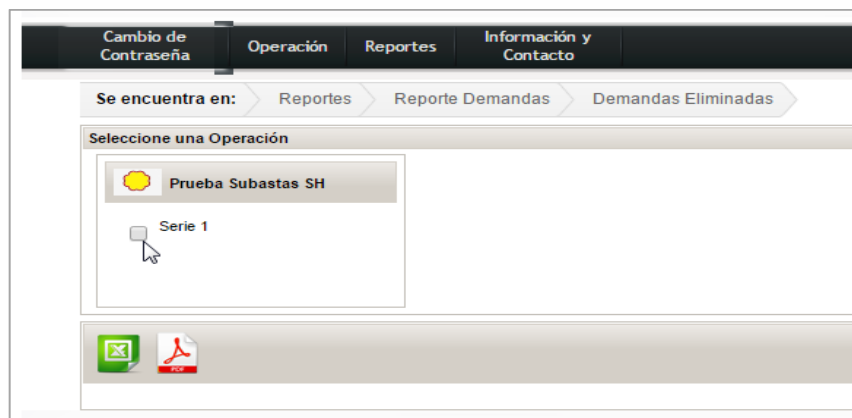 Cambio de
Contraseña
Operación
Reportes
Información y
Contacto
Se encuentra en: Reportes Reporte Demandas Demandas Eliminadas
Seleccione una Operación
Prueba Subastas SH
Serie 1
PDF